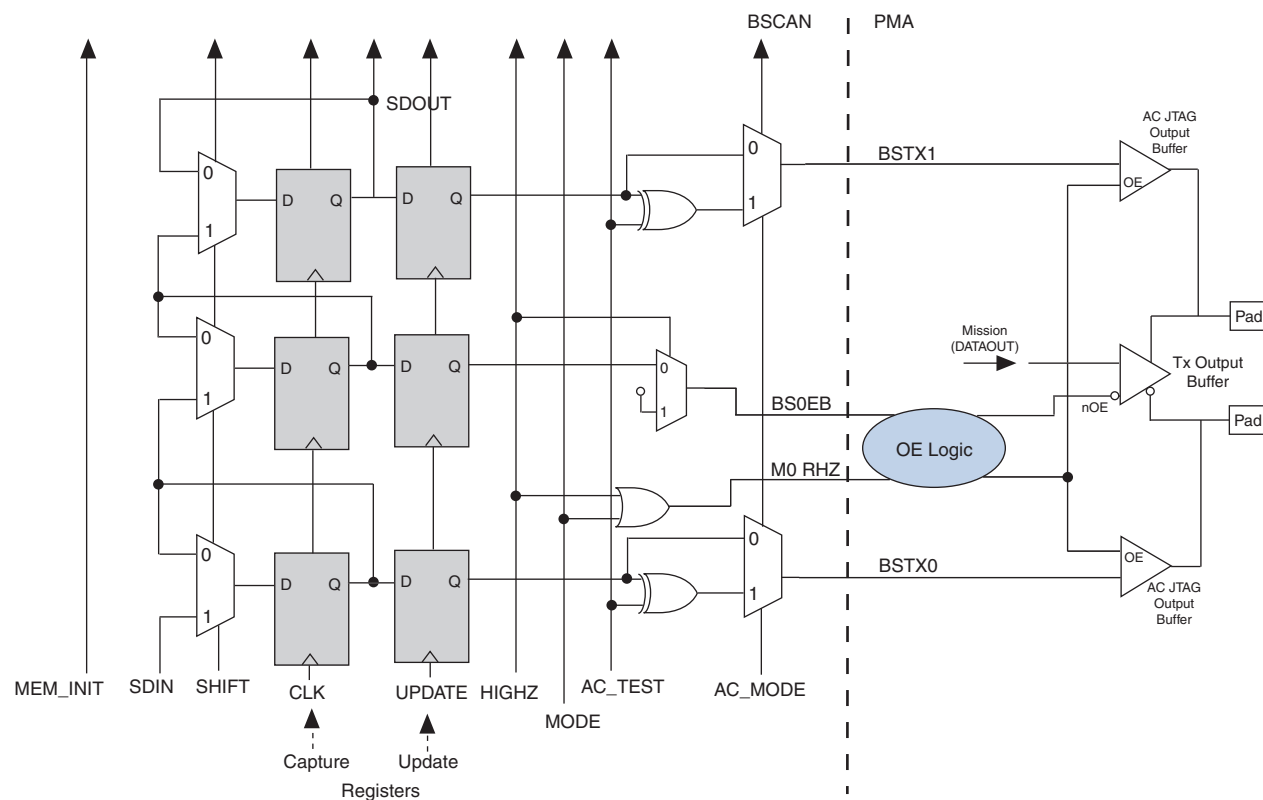 BSCAN
PMA
SDOUT
AC JTAG
Output
Buffer
0
0
BSTX1
D Q
D Q
OE
1
1
Pad
0
Mission
(DATAOUT)
D Q
D Q
0
Tx Output
Buffer
1
1
BS0EB
nOE
Pad
OE Logic
M0 RHZ
0
0
OE
D Q
D Q
BSTX0
1
1
AC JTAG
Output
Buffer
MEM_INIT
SDIN
SHIFT
CLK
UPDATE
HIGHZ
AC_TEST
AC_MODE
MODE
Capture
Update
Registers